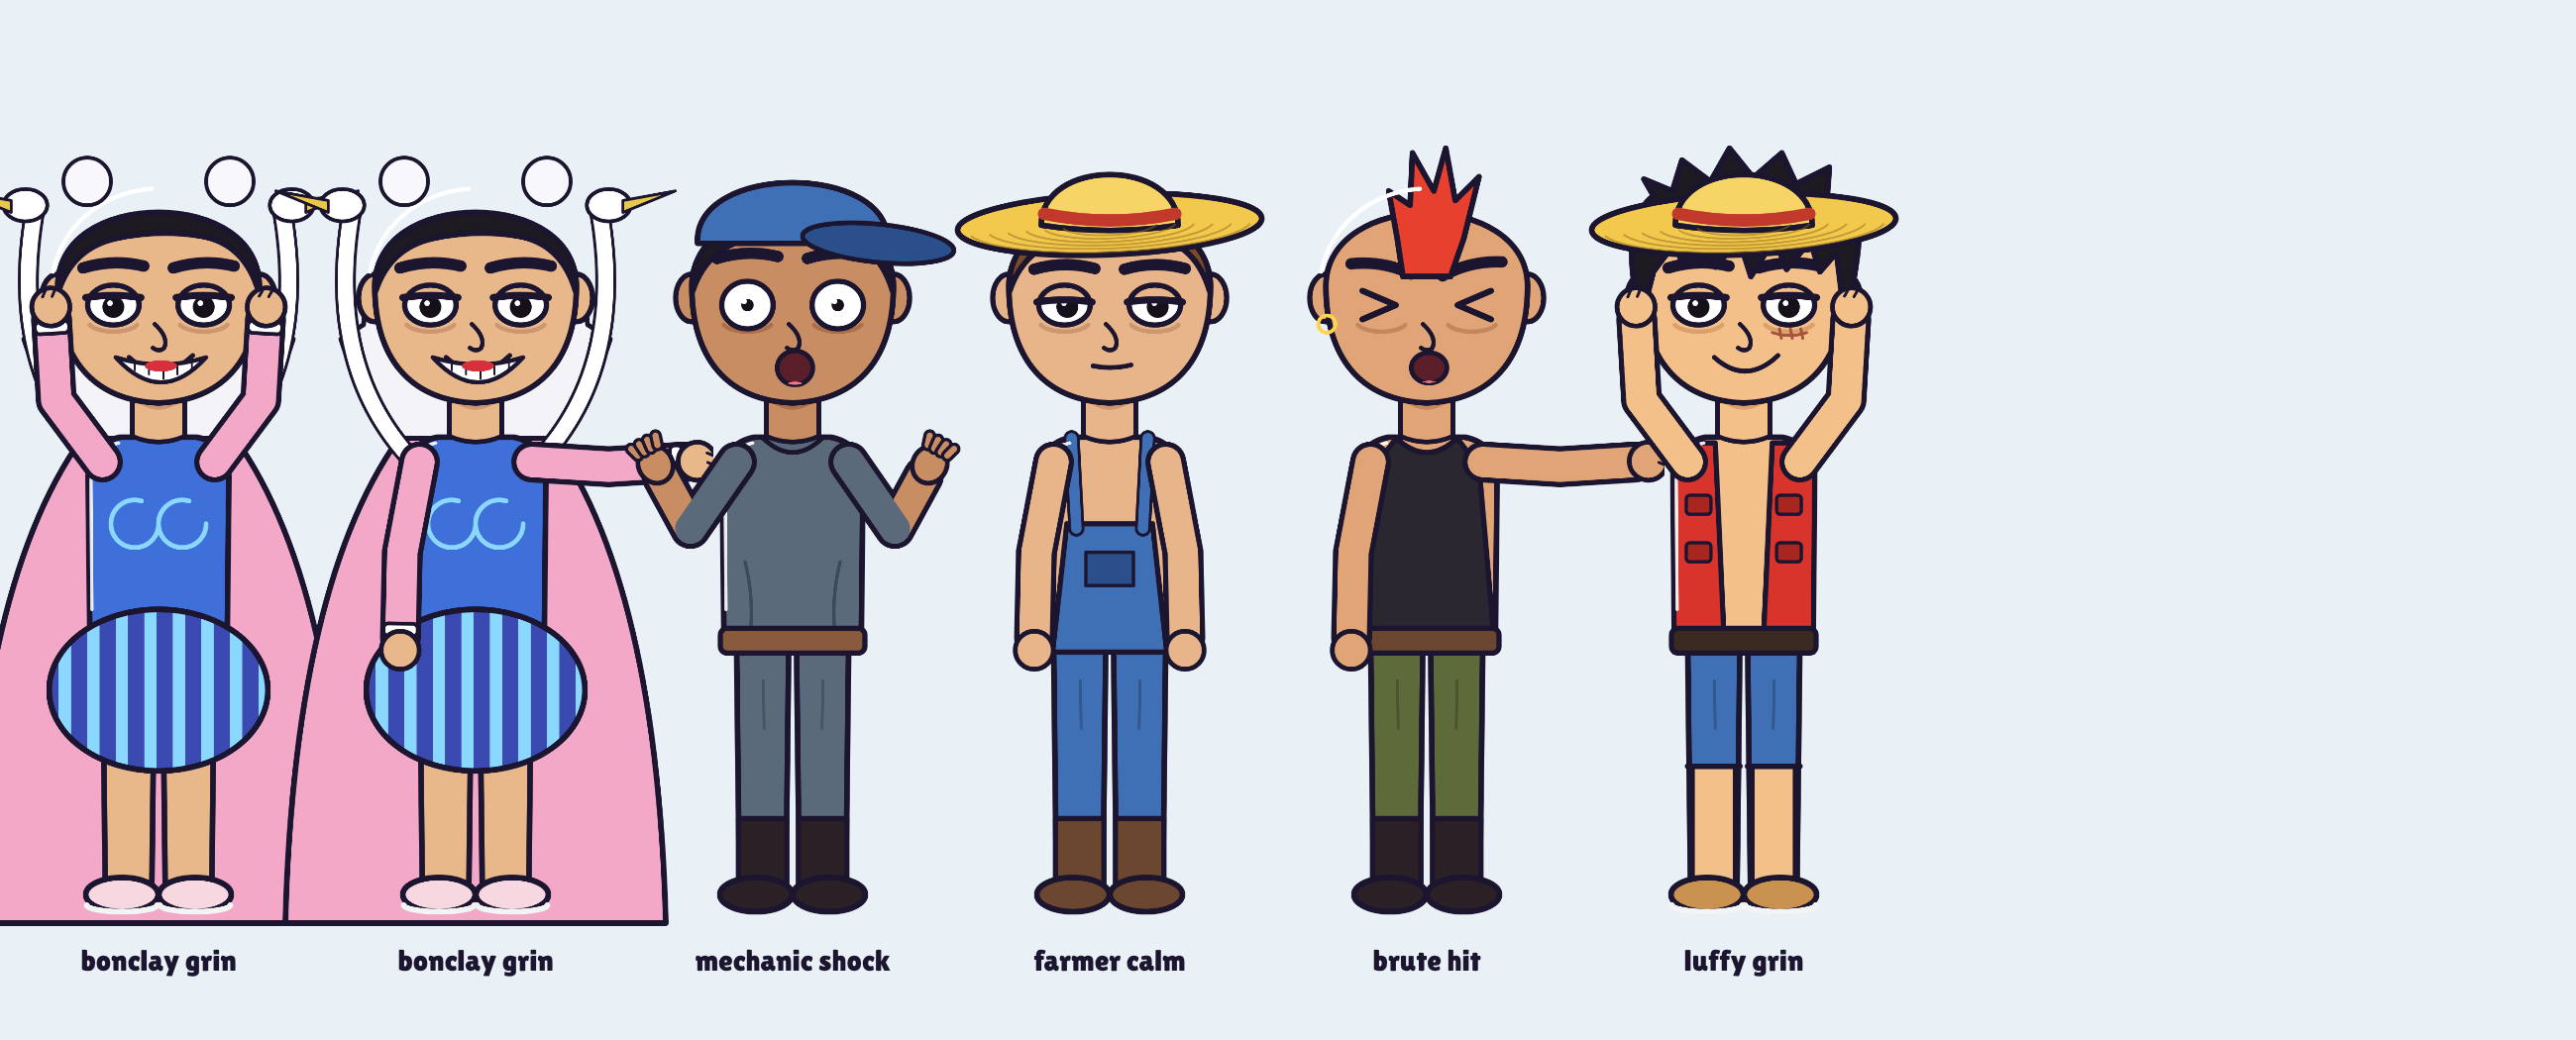 bonclay grin
bonclay grin
mechanic shock
farmer calm
brute hit
luffy grin